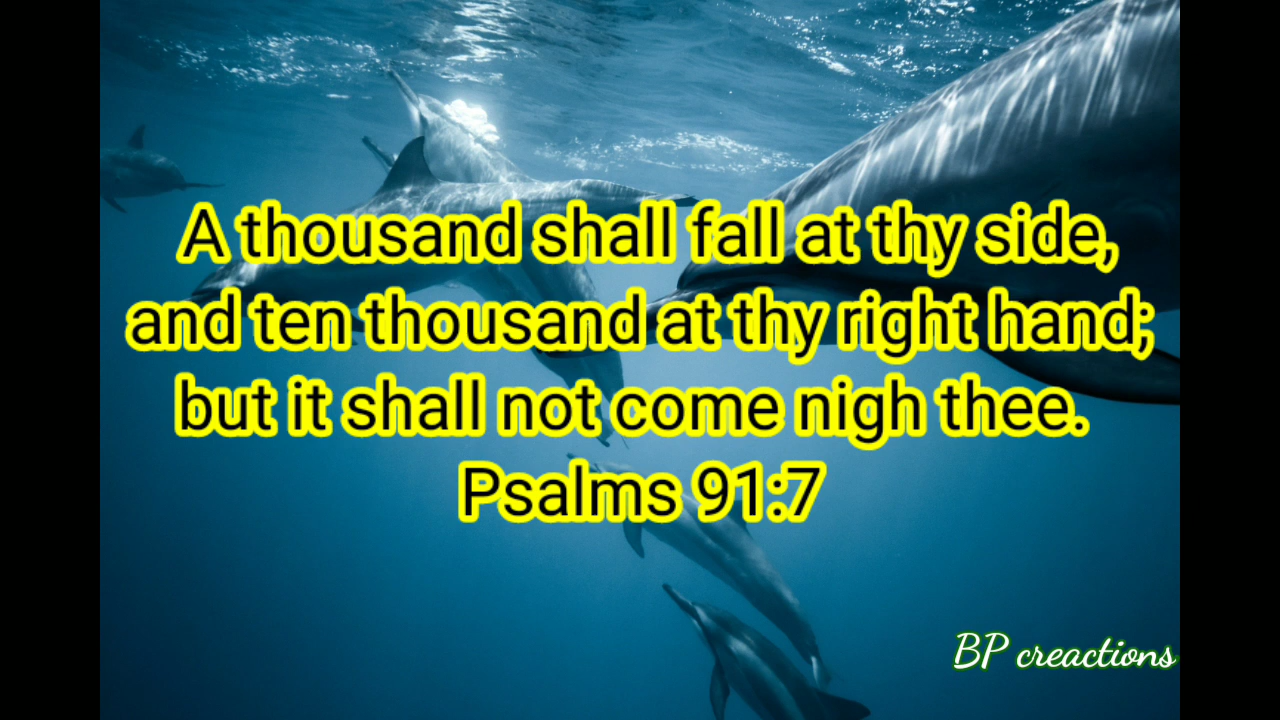 A thousand shall fall at thy side,
and ten thousand at thy right hand;
but it shall not come nigh thee.
Psalms 91:7
BP creactions